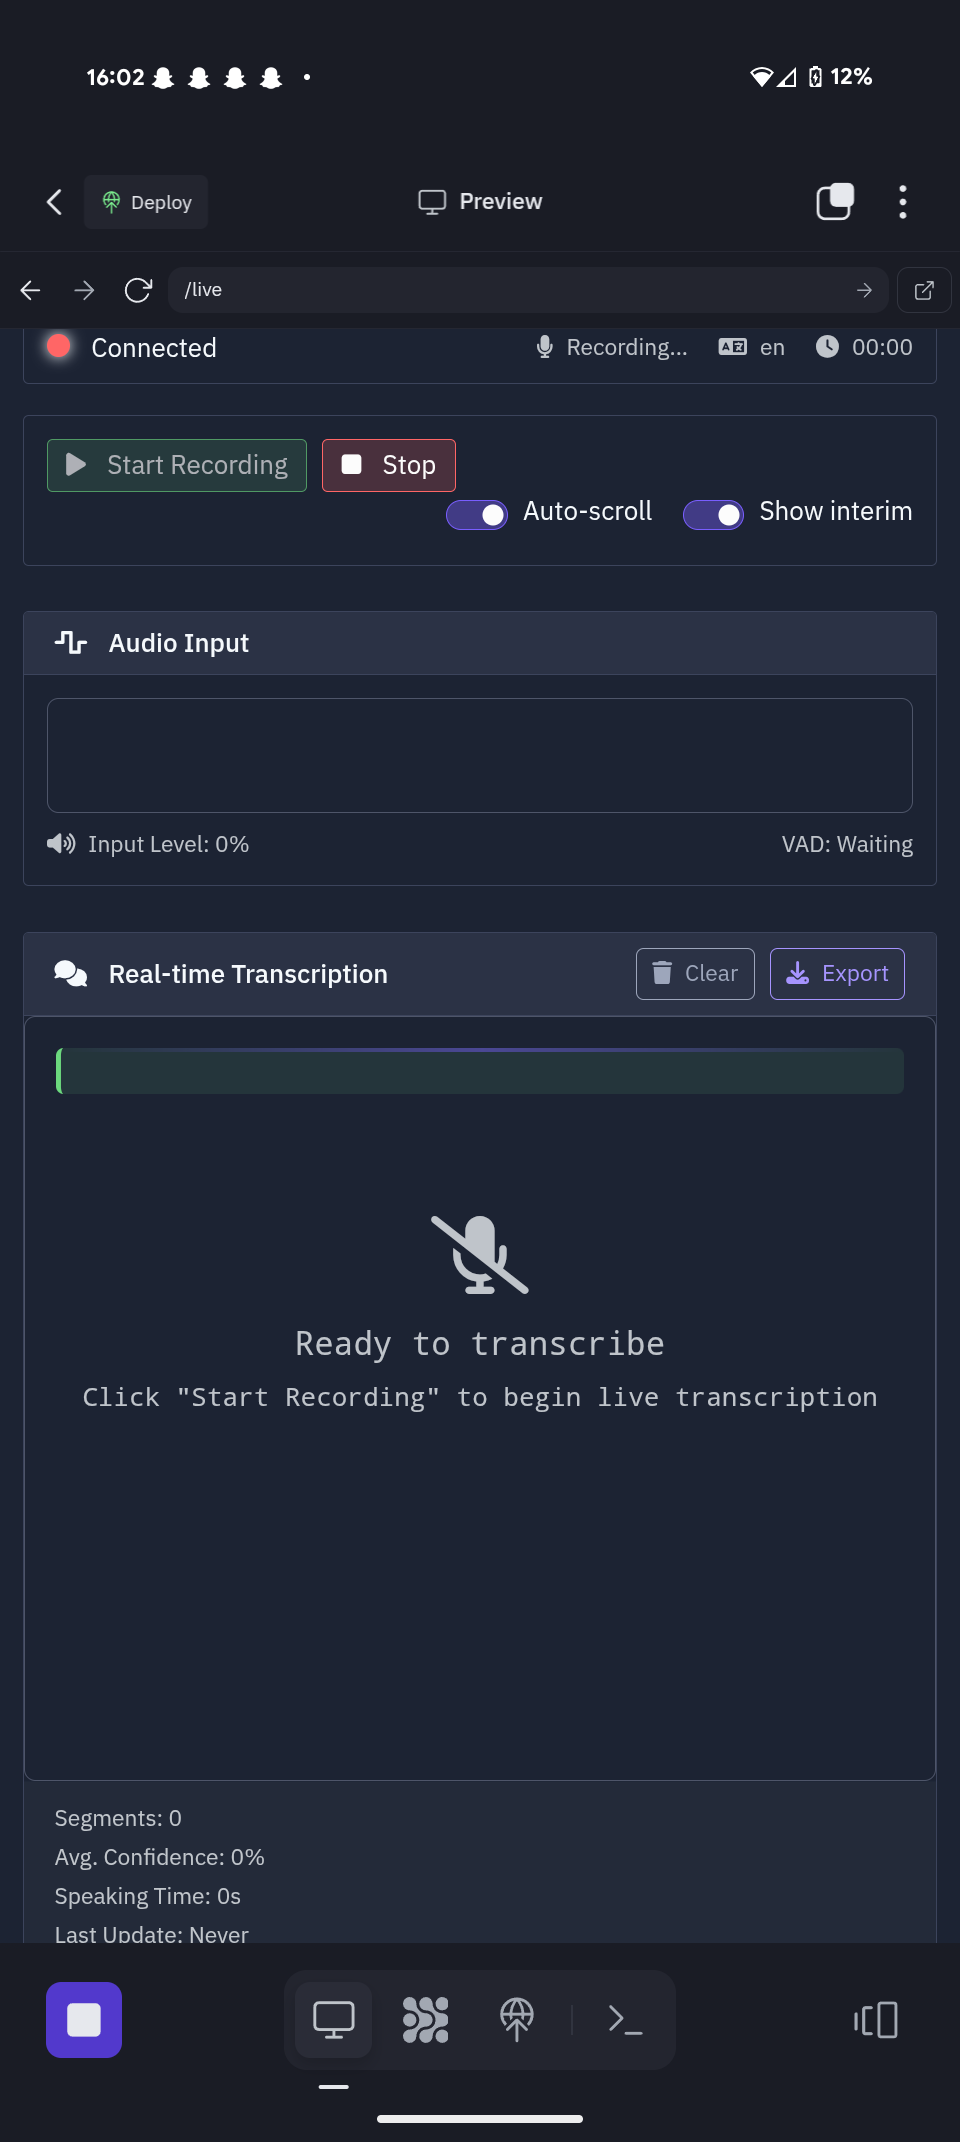 16:02 12%
Deploy Preview
/live
Connected Recording... en 00:00
Start Recording Stop
Auto-scroll Show interim
Audio Input
Input Level: 0% VAD: Waiting
Real-time Transcription Clear Export
Ready to transcribe
Click "Start Recording" to begin live transcription
Segments: 0
Avg. Confidence: 0%
Speaking Time: 0s
Last Update: Never